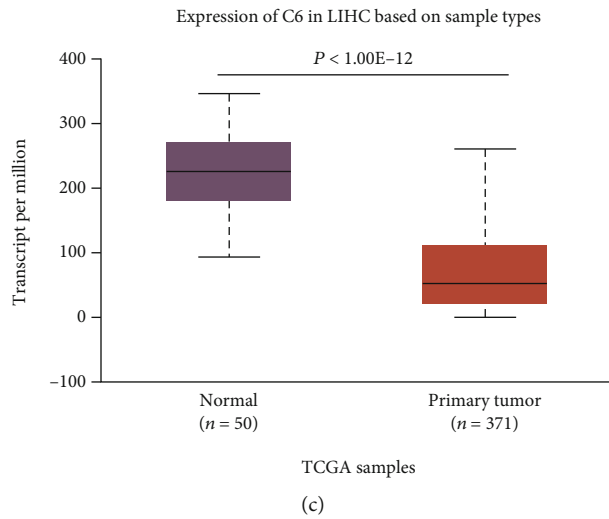 Expression of C6 in LIHC based on sample types
P < 1.00E–12
Transcript per million
400
300
200
100
0
–100
Normal
(n = 50)
Primary tumor
(n = 371)
TCGA samples
(c)